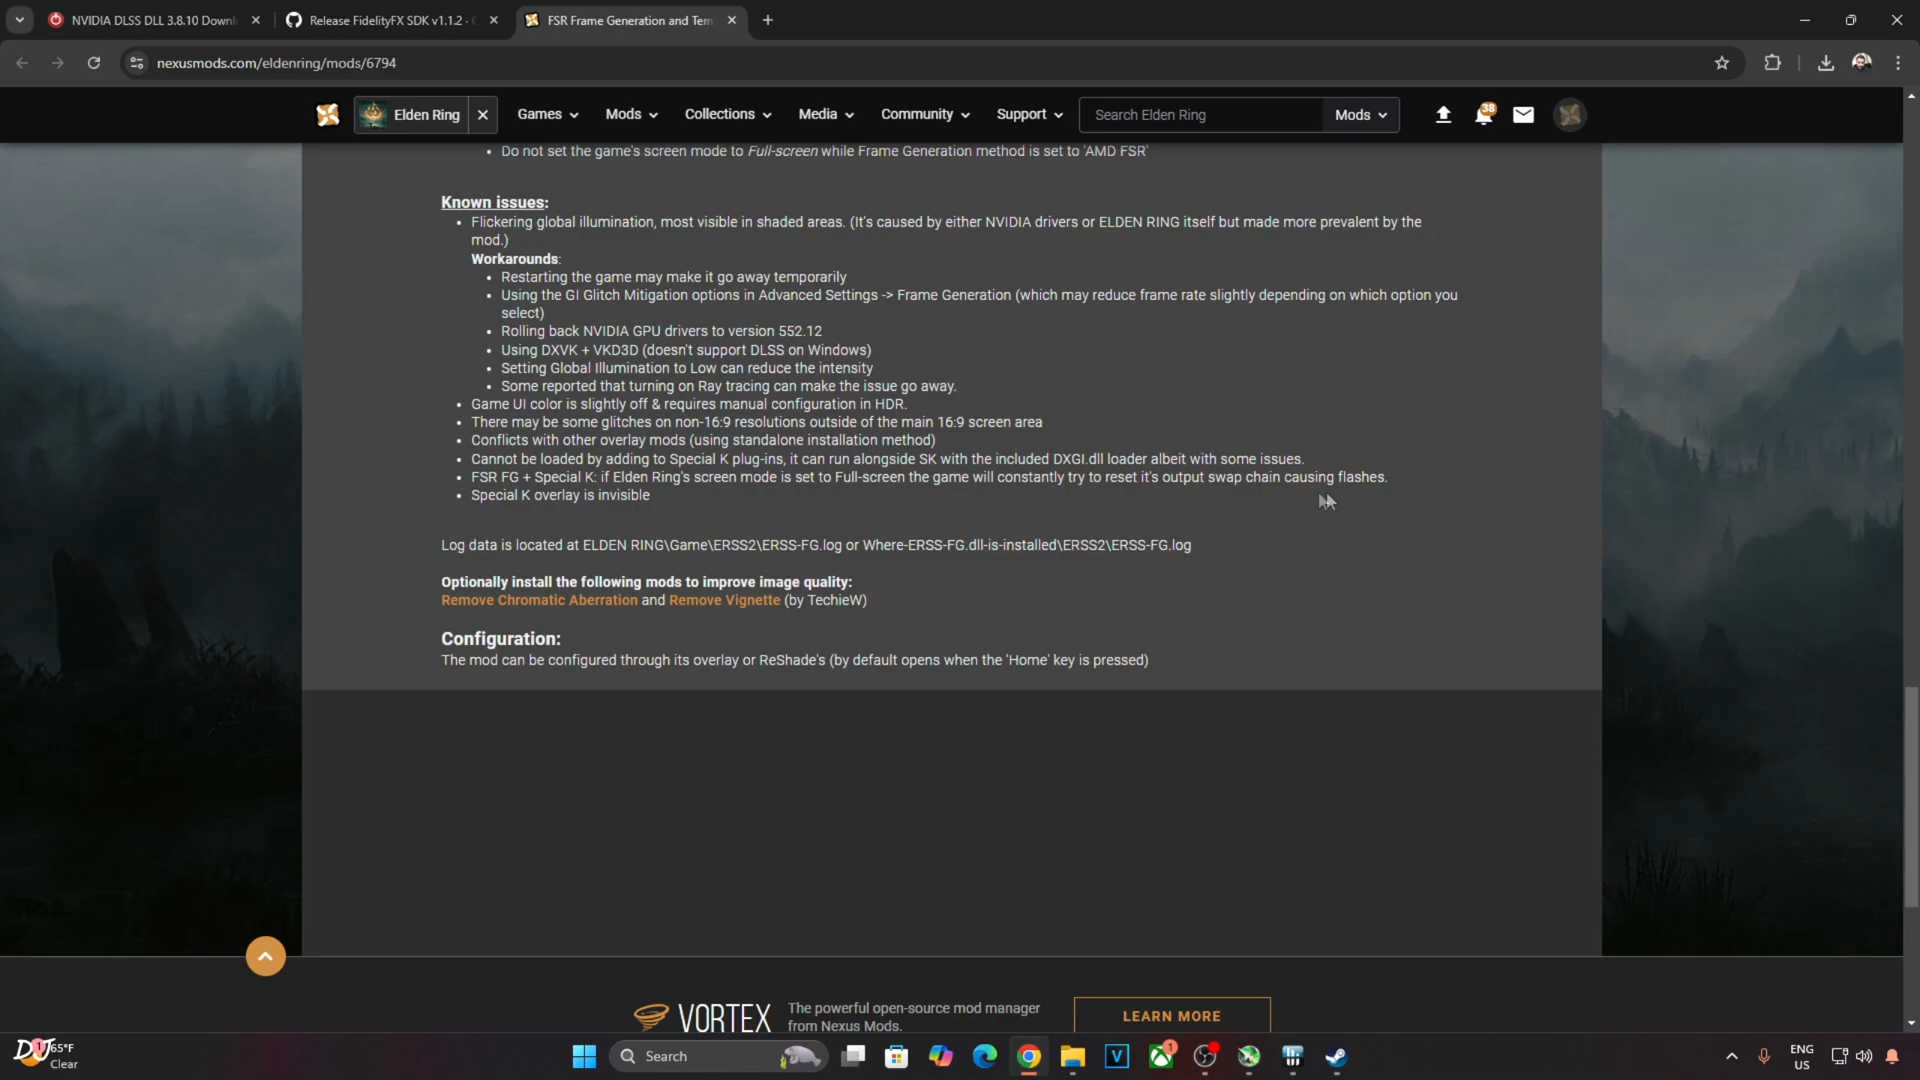 NVIDIA DLSS DLL 3.8.10 Downl
Release FidelityFX SDK v1.1.2 ·
FSR Frame Generation and Tem
nexusmods.com/eldenring/mods/6794
Elden Ring
Games
Mods
Collections
Media
Community
Support
Search Elden Ring
Mods
38
• Do not set the game's screen mode to Full-screen while Frame Generation method is set to 'AMD FSR'
Known issues:
• Flickering global illumination, most visible in shaded areas. (It's caused by either NVIDIA drivers or ELDEN RING itself but made more prevalent by the
mod.)
Workarounds:
• Restarting the game may make it go away temporarily
• Using the GI Glitch Mitigation options in Advanced Settings -> Frame Generation (which may reduce frame rate slightly depending on which option you
select)
• Rolling back NVIDIA GPU drivers to version 552.12
• Using DXVK + VKD3D (doesn't support DLSS on Windows)
• Setting Global Illumination to Low can reduce the intensity
• Some reported that turning on Ray tracing can make the issue go away.
• Game UI color is slightly off & requires manual configuration in HDR.
• There may be some glitches on non-16:9 resolutions outside of the main 16:9 screen area
• Conflicts with other overlay mods (using standalone installation method)
• Cannot be loaded by adding to Special K plug-ins, it can run alongside SK with the included DXGI.dll loader albeit with some issues.
• FSR FG + Special K: if Elden Ring's screen mode is set to Full-screen the game will constantly try to reset it's output swap chain causing flashes.
• Special K overlay is invisible
Log data is located at ELDEN RING\Game\ERSS2\ERSS-FG.log or Where-ERSS-FG.dll-is-installed\ERSS2\ERSS-FG.log
Optionally install the following mods to improve image quality:
Remove Chromatic Aberration and Remove Vignette (by TechieW)
Configuration:
The mod can be configured through its overlay or ReShade's (by default opens when the 'Home' key is pressed)
VORTEX
The powerful open-source mod manager
from Nexus Mods.
LEARN MORE
DJ
1
65°F
Clear
Search
V
1
ENG
US